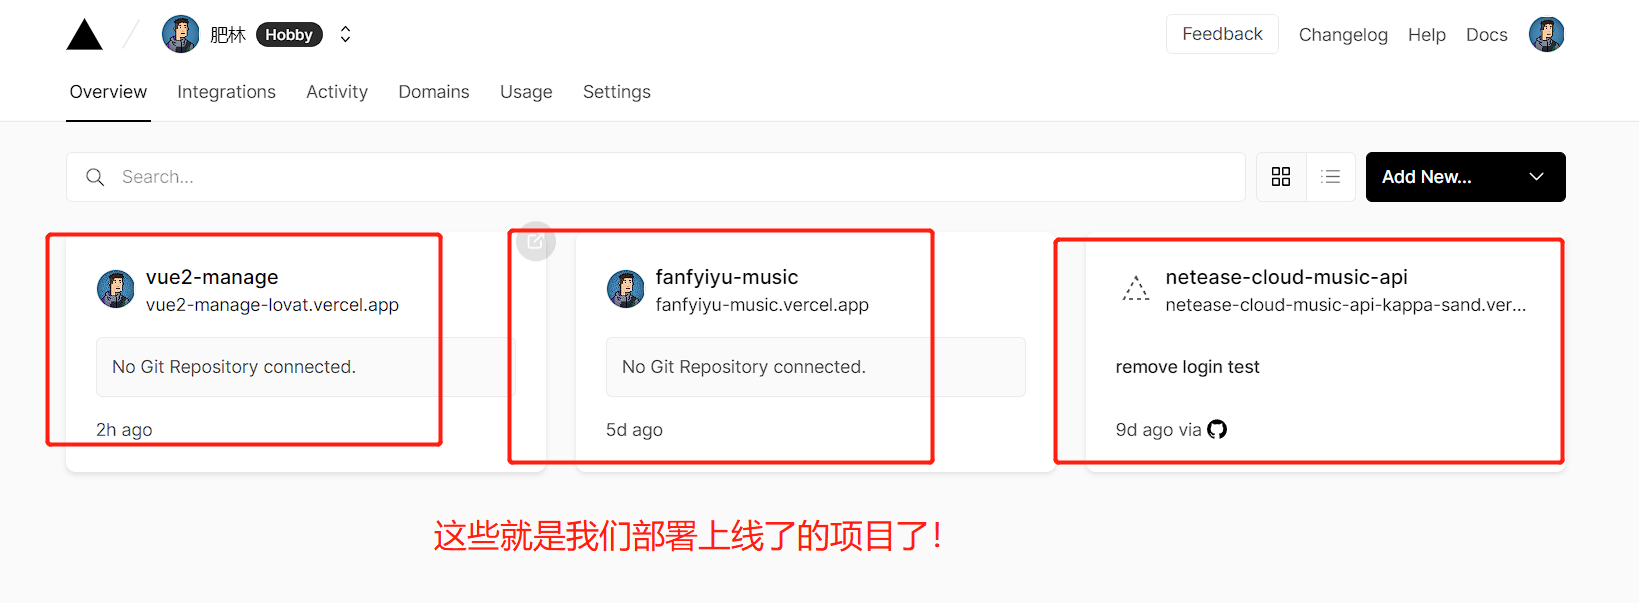 肥林 Hobby
Feedback Changelog Help Docs
Overview Integrations Activity Domains Usage Settings
Search...
Add New...
vue2-manage
vue2-manage-lovat.vercel.app
No Git Repository connected.
2h ago
fanfyiyu-music
fanfyiyu-music.vercel.app
No Git Repository connected.
5d ago
netease-cloud-music-api
netease-cloud-music-api-kappa-sand.ver...
remove login test
9d ago via
这些就是我们部署上线了的项目了！